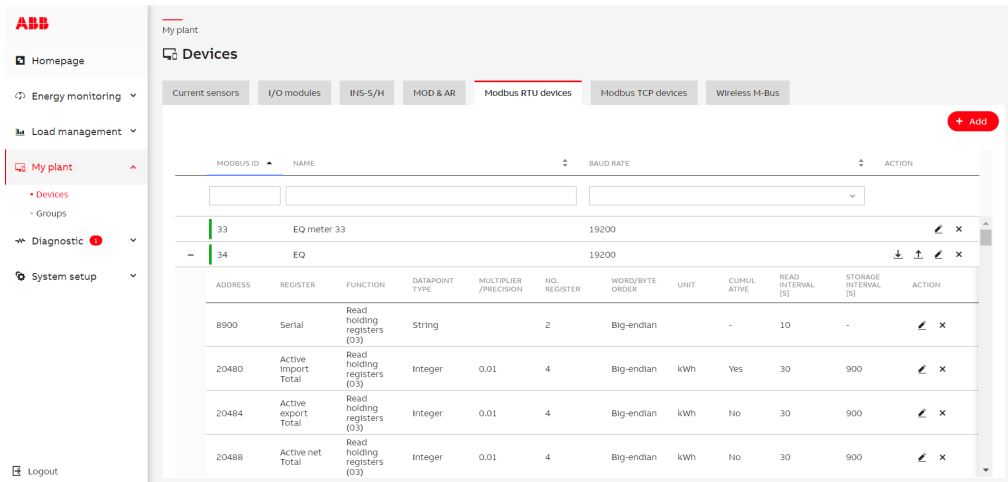 ABB
My plant
Devices
Homepage
Energy monitoring
Load management
My plant
• Devices
◦ Groups
Diagnostic 1
System setup
Logout
Current sensors I/O modules INS-S/H MOD & AR Modbus RTU devices Modbus TCP devices Wireless M-Bus
+ Add
MODBUS ID NAME BAUD RATE ACTION
33 EQ meter 33 19200
− 34 EQ 19200
ADDRESS REGISTER FUNCTION DATAPOINT TYPE MULTIPLIER /PRECISION NO. REGISTER WORD/BYTE ORDER UNIT CUMUL ATIVE READ INTERVAL [S] STORAGE INTERVAL [S] ACTION
8900 Serial Read holding registers (03) String 2 Big-endian - 10 -
20480 Active import Total Read holding registers (03) Integer 0.01 4 Big-endian kWh Yes 30 900
20484 Active export Total Read holding registers (03) Integer 0.01 4 Big-endian kWh No 30 900
20488 Active net Total Read holding registers (03) Integer 0.01 4 Big-endian kWh No 30 900